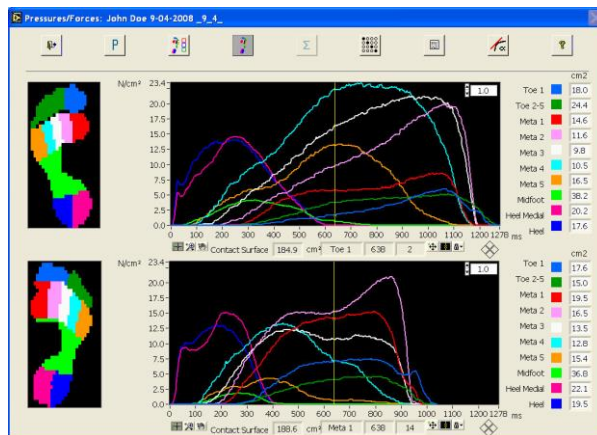 Pressures/Forces: John Doe 9-04-2008 _9_4_
P
Σ
α
?
N/cm²
23.4
20.0
17.5
15.0
12.5
10.0
7.5
5.0
2.5
0.0
1.0
0 100 200 300 400 500 600 700 800 900 1000 1100 1278 ms
Contact Surface 184.9 cm² Toe 1 638 2
cm2
Toe 1 18.0
Toe 2-5 24.4
Meta 1 14.6
Meta 2 11.6
Meta 3 9.8
Meta 4 10.5
Meta 5 16.5
Midfoot 38.2
Heel Medial 20.2
Heel 17.6
N/cm²
23.4
20.0
17.5
15.0
12.5
10.0
7.5
5.0
2.5
0.0
1.0
0 100 200 300 400 500 600 700 800 900 1000 1100 1278 ms
Contact Surface 188.6 cm² Meta 1 638 14
cm2
Toe 1 17.6
Toe 2-5 15.0
Meta 1 19.5
Meta 2 16.5
Meta 3 13.5
Meta 4 12.8
Meta 5 15.4
Midfoot 36.8
Heel Medial 22.1
Heel 19.5